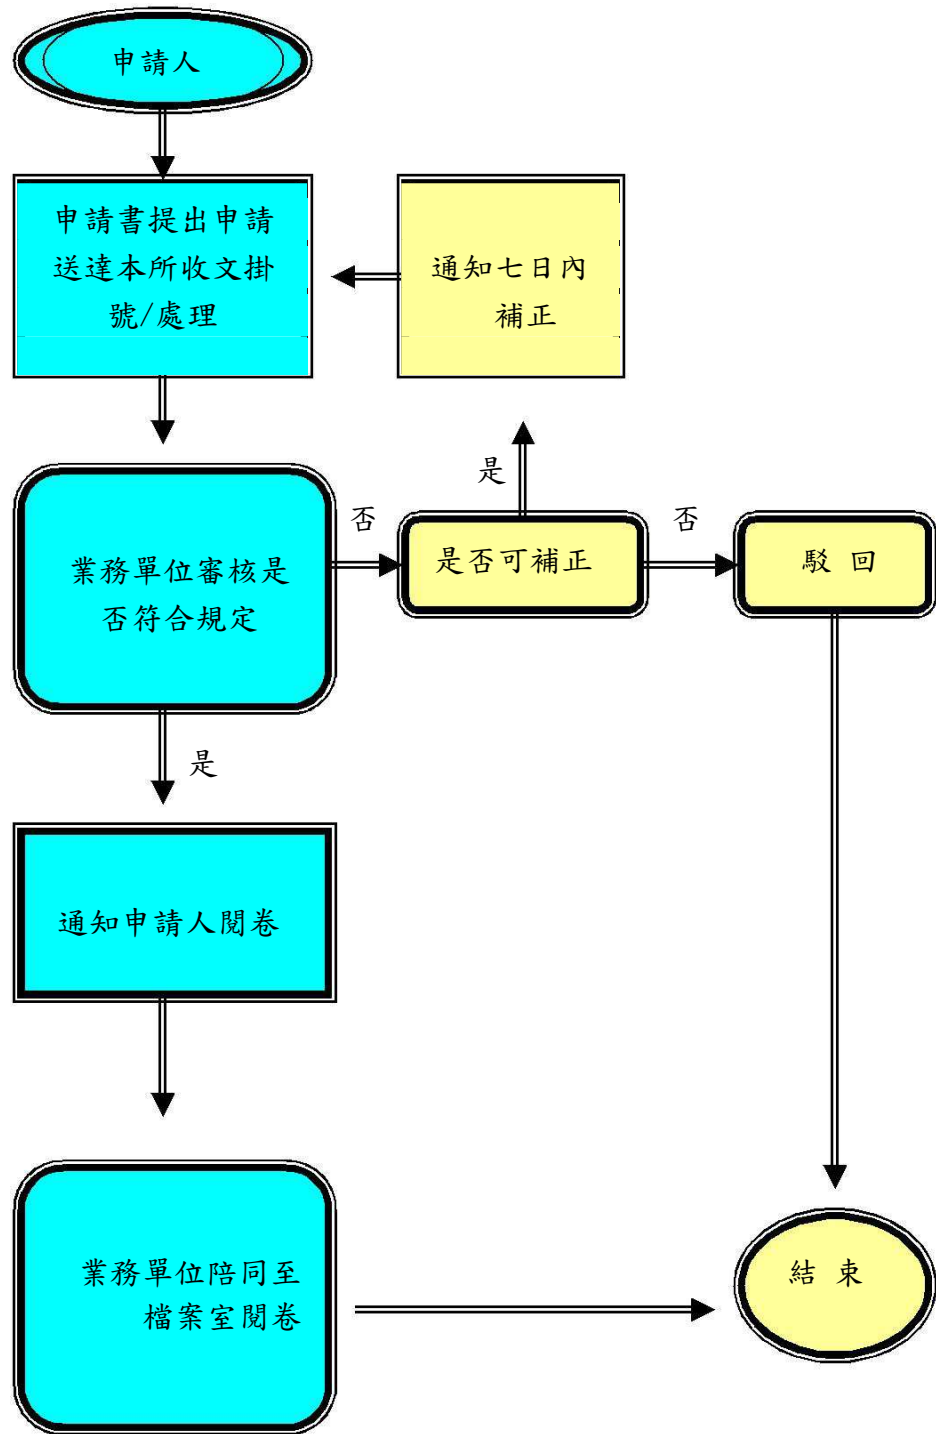 申請人
申請書提出申請
送達本所收文掛
號/處理
通知七日內
補正
是
否
否
業務單位審核是
否符合規定
是否可補正
駁 回
是
通知申請人閱卷
業務單位陪同至
檔案室閱卷
結 束